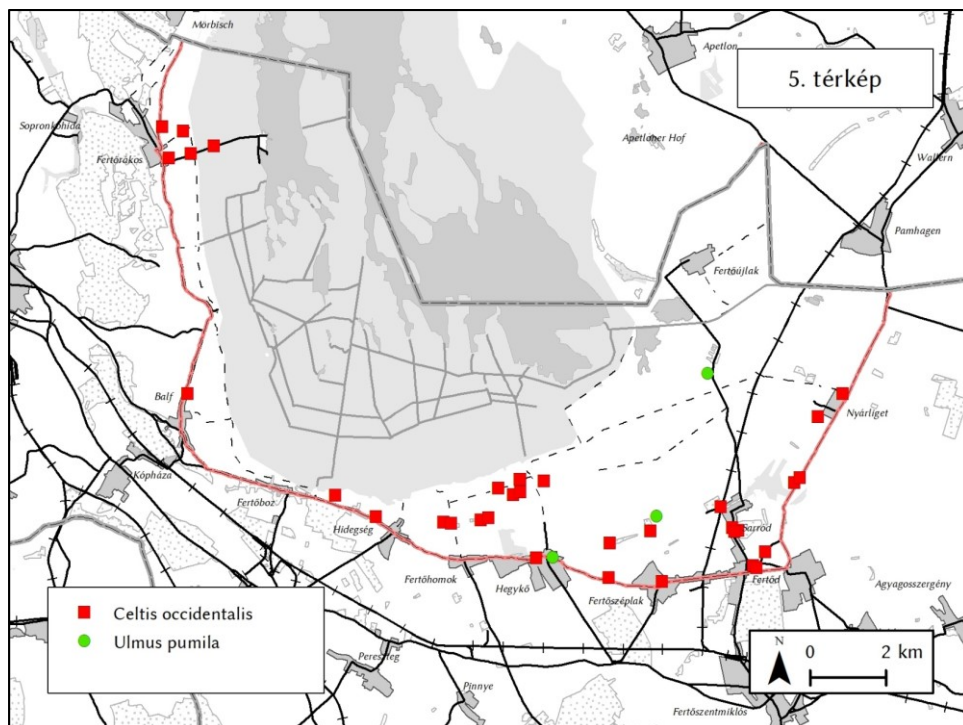 Mörbisch
Apetlon
5. térkép
Sopronkőhida
Fertőrákos
Apetloner Hof
Wallern
Pamhagen
Fertőújlak
Balf
Nyárliget
Kópháza
Fertőboz
Hidegség
Sarród
Fertőhomok
Hegykő
Fertőszéplak
Fertőd
Agyagosszergény
Celtis occidentalis
Ulmus pumila
Pereszteg
Pinnye
Fertőszentmiklós
N
0 2 km